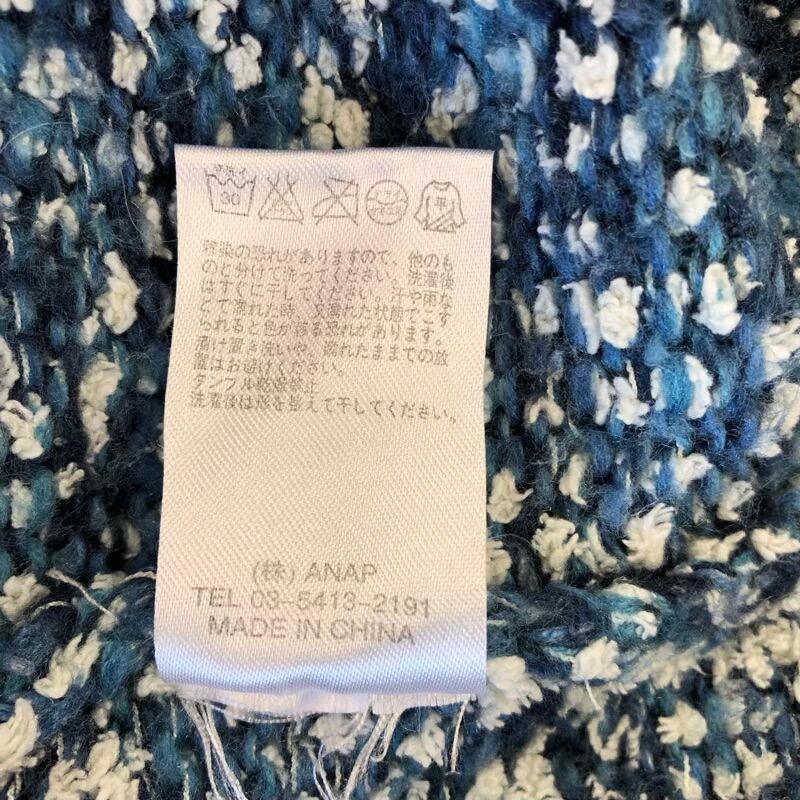 30
平
移染の恐れがありますので、他のも
のと分けて洗ってください。洗濯後
はすぐに干してください。汗や雨な
どで濡れた時、又濡れた状態でこす
られると色が移る恐れがあります。
漬け置き洗いや、濡れたままでの放
置はお避けください。
タンブル乾燥禁止
洗濯後は形を整えて干してください。
(株) ANAP
TEL 03-5413-2191
MADE IN CHINA